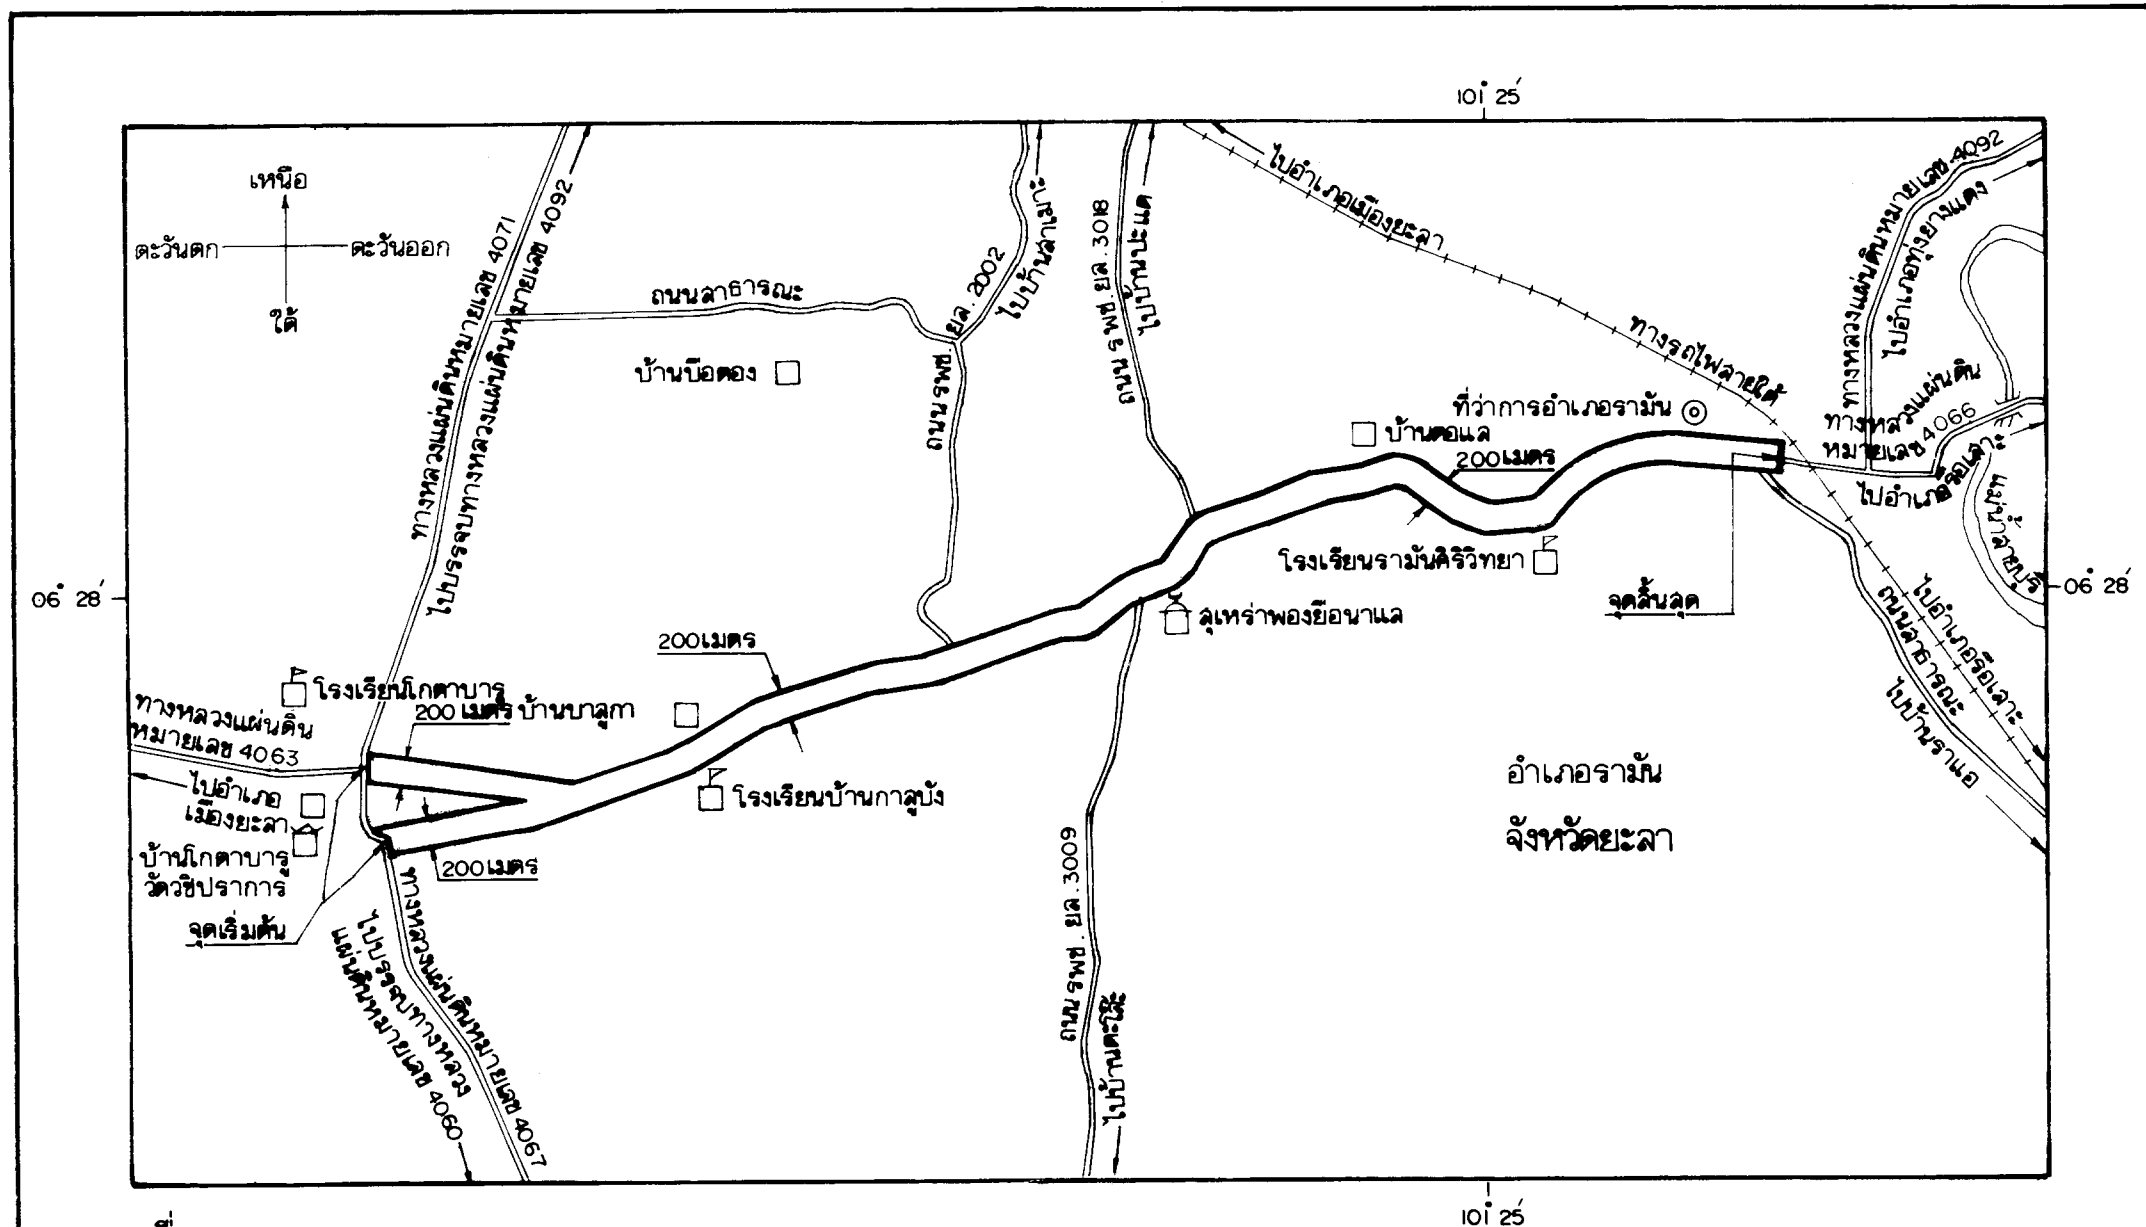 101° 25′
เหนือ
ตะวันตก
ตะวันออก
ใต้
ทางหลวงแผ่นดินหมายเลข 4071
ไปบรรจบทางหลวงแผ่นดินหมายเลข 4092
ถนนสาธารณะ
ถนน รพช. ยล. 2002
ไปบ้านลาเมาะ
ถนน รพช. ยล. 3018
ไปบ้านปะแต
ไปอำเภอเมืองยะลา
ทางรถไฟสายใต้
ทางหลวงแผ่นดินหมายเลข 4092
ไปอำเภอทุ่งยางแดง
บ้านบือตอง
ที่ว่าการอำเภอรามัน
บ้านตอแล
200 เมตร
ทางหลวงแผ่นดิน
หมายเลข 4066
ไปอำเภอรือเสาะ
แม่น้ำสายบุรี
โรงเรียนรามันศิริวิทยา
จุดสิ้นสุด
06° 28′
06° 28′
สุเหร่าพองยือนาแล
200 เมตร
ไปอำเภอรือเสาะ
ถนนสาธารณะ
ไปบ้านราแอ
โรงเรียนโกตาบารู
200 เมตร
บ้านบาลูกา
ทางหลวงแผ่นดิน
หมายเลข 4063
ไปอำเภอ
เมืองยะลา
โรงเรียนบ้านกาลูบัง
อำเภอรามัน
จังหวัดยะลา
บ้านโกตาบารู
วัดวชิปราการ
200 เมตร
จุดเริ่มต้น
ทางหลวงแผ่นดินหมายเลข 4067
ไปบรรจบทางหลวง
แผ่นดินหมายเลข 4060
ถนน รพช. ยล. 3009
ไปบ้านตะโล๊ะ
101° 25′
ที่